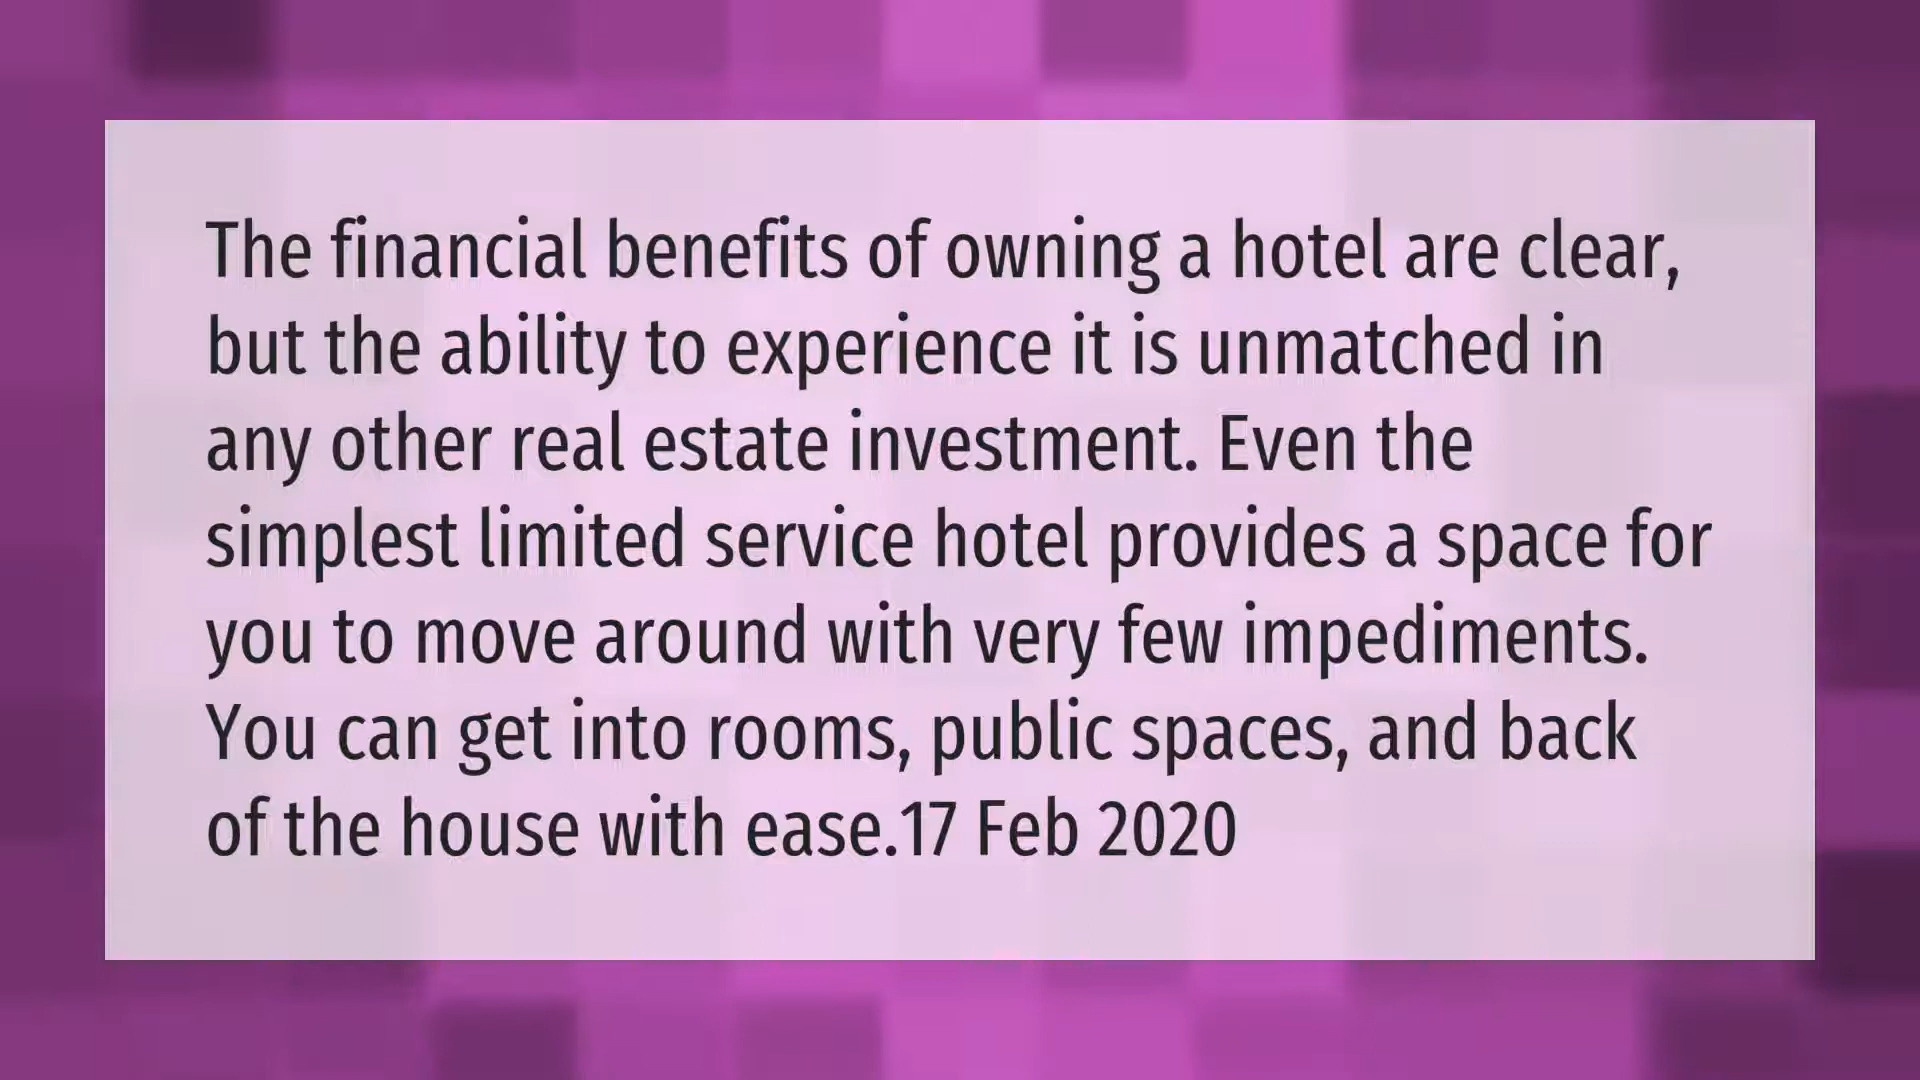 The financial benefits of owning a hotel are clear,
but the ability to experience it is unmatched in
any other real estate investment. Even the
simplest limited service hotel provides a space for
you to move around with very few impediments.
You can get into rooms, public spaces, and back
of the house with ease.17 Feb 2020